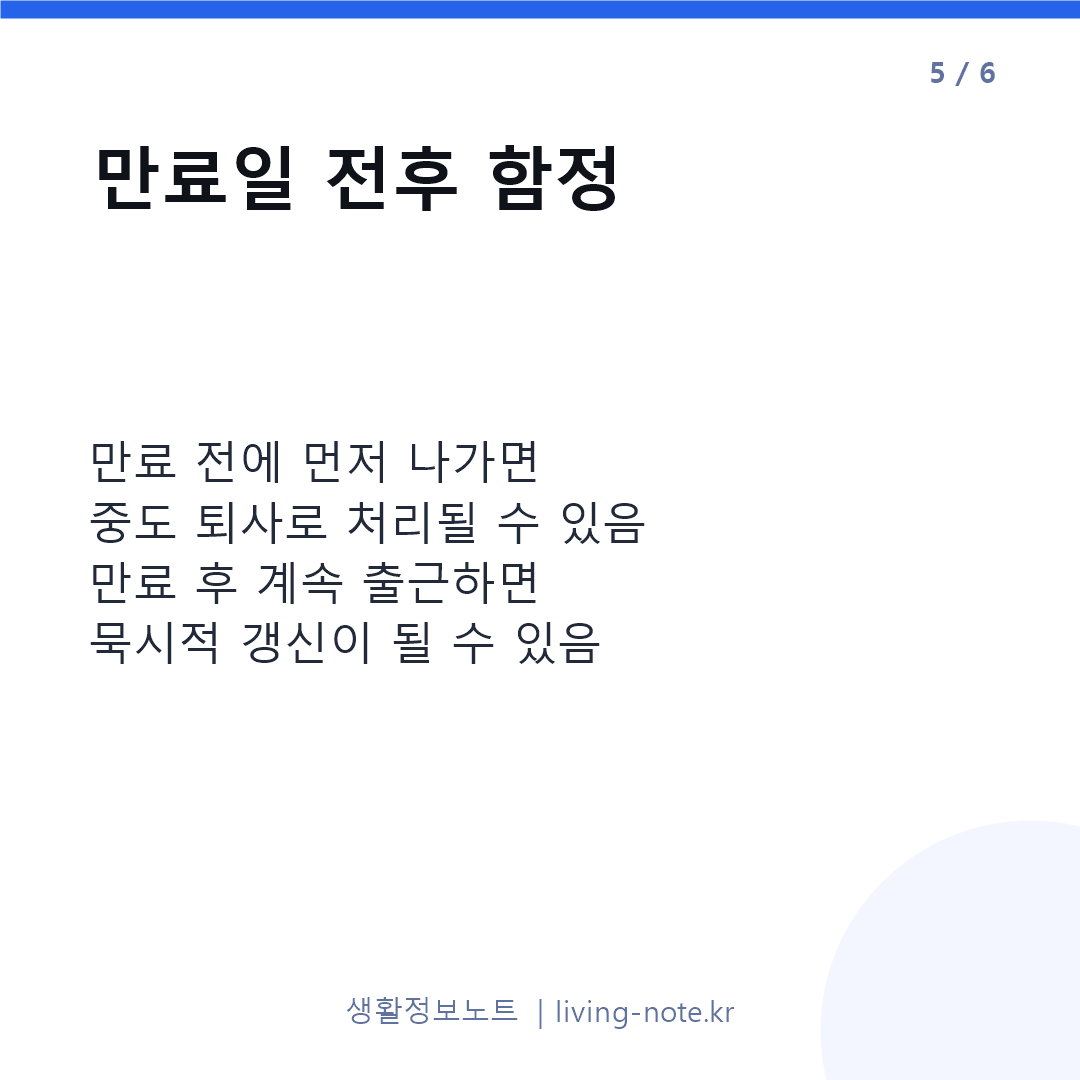 5 / 6
만료일 전후 함정
만료 전에 먼저 나가면
중도 퇴사로 처리될 수 있음
만료 후 계속 출근하면
묵시적 갱신이 될 수 있음
생활정보노트 | living-note.kr